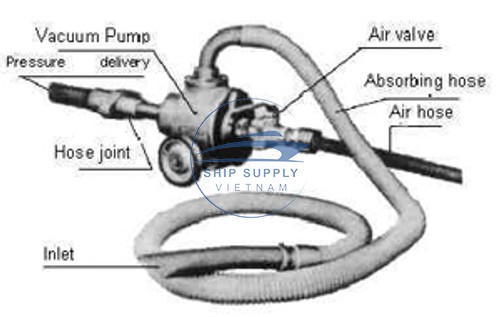 Vacuum Pump
Air valve
Pressure delivery
Absorbing hose
Air hose
Hose joint
SHIP SUPPLY
VIETNAM
Inlet